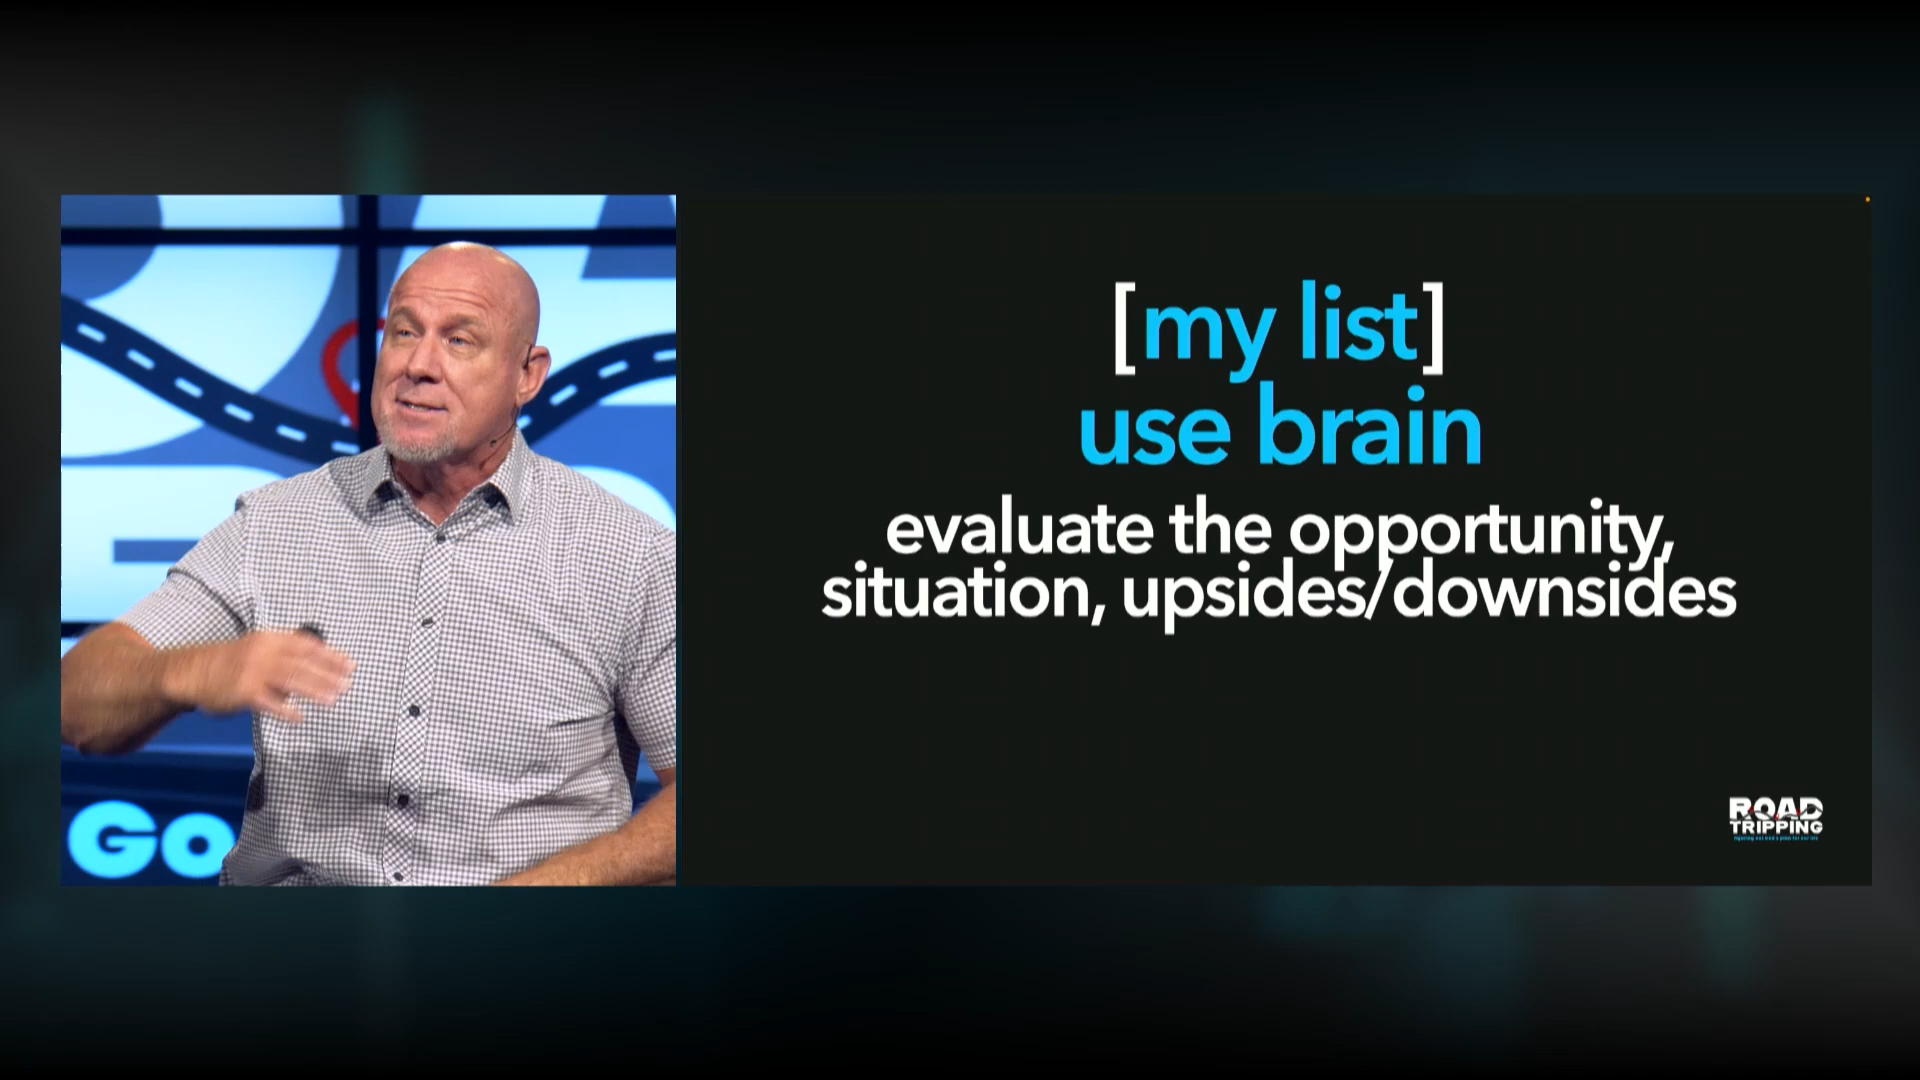 [my list]
use brain
evaluate the opportunity,
situation, upsides/downsides
Go
ROAD
TRIPPING